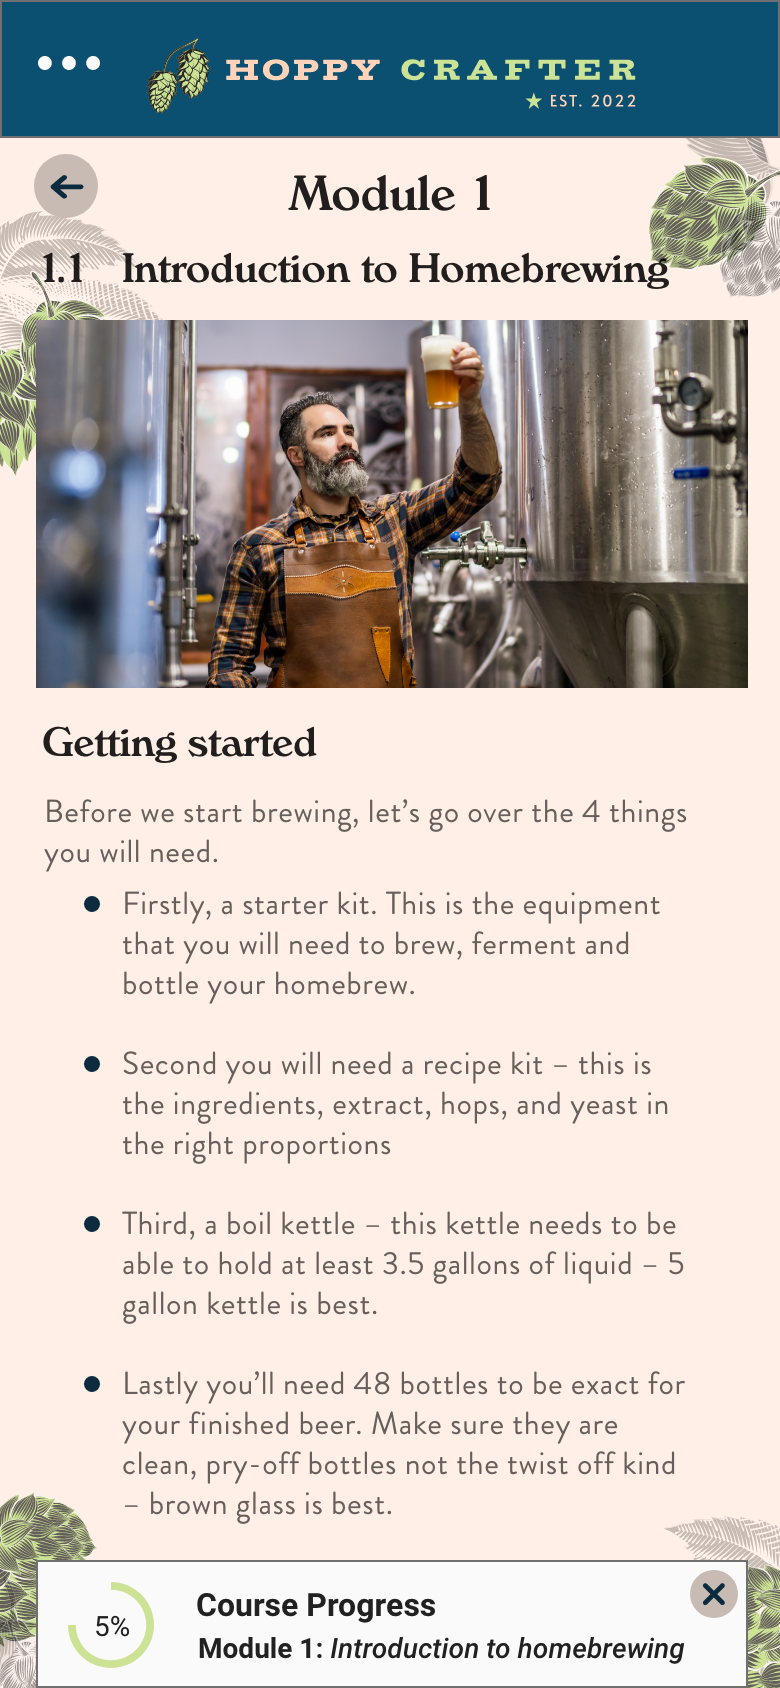 HOPPY CRAFTER
★ EST. 2022
Module 1
1.1 Introduction to Homebrewing
Getting started
Before we start brewing, let’s go over the 4 things
you will need.
● Firstly, a starter kit. This is the equipment
that you will need to brew, ferment and
bottle your homebrew.
● Second you will need a recipe kit – this is
the ingredients, extract, hops, and yeast in
the right proportions
● Third, a boil kettle – this kettle needs to be
able to hold at least 3.5 gallons of liquid – 5
gallon kettle is best.
● Lastly you’ll need 48 bottles to be exact for
your finished beer. Make sure they are
clean, pry-off bottles not the twist off kind
– brown glass is best.
5%
Course Progress
Module 1: Introduction to homebrewing